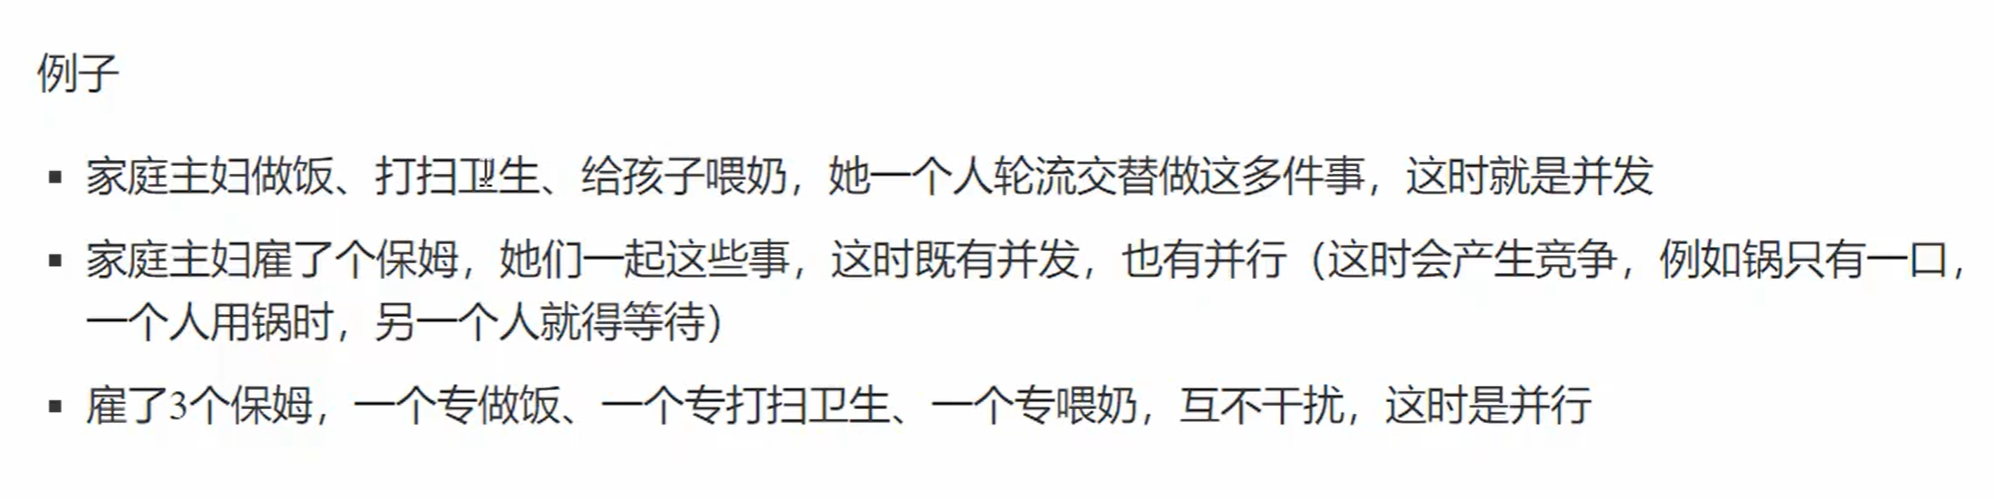 例子
▪ 家庭主妇做饭、打扫卫生、给孩子喂奶，她一个人轮流交替做这多件事，这时就是并发
▪ 家庭主妇雇了个保姆，她们一起这些事，这时既有并发，也有并行（这时会产生竞争，例如锅只有一口，
一个人用锅时，另一个人就得等待）
▪ 雇了3个保姆，一个专做饭、一个专打扫卫生、一个专喂奶，互不干扰，这时是并行